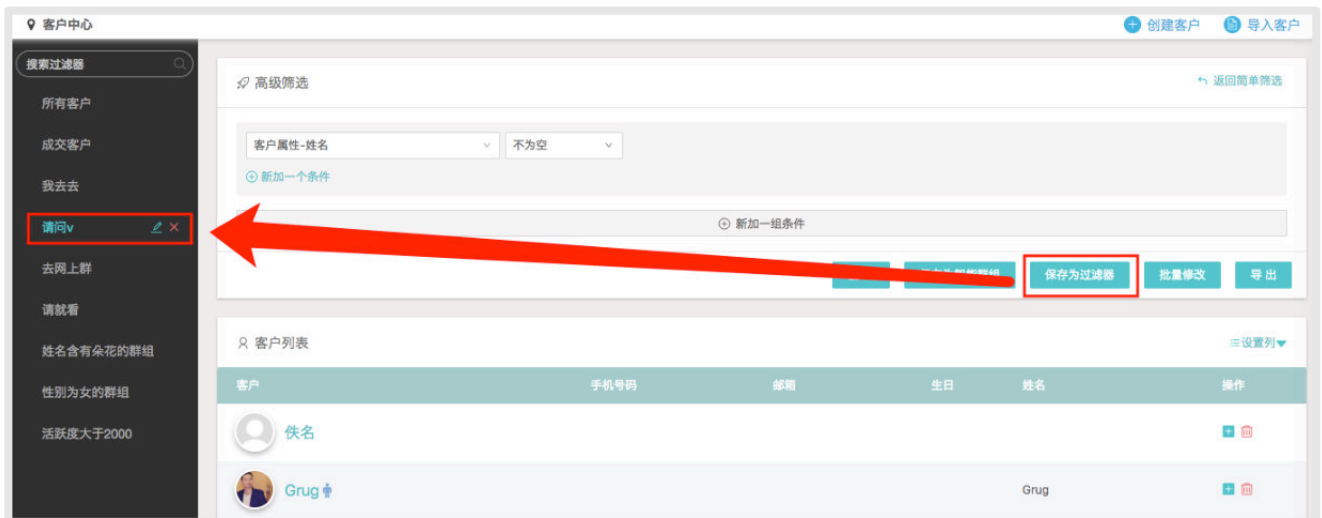 客户中心
创建客户 导入客户
搜索过滤器
所有客户
成交客户
我去去
请问v
去网上群
请就看
姓名含有朵花的群组
性别为女的群组
活跃度大于2000
高级筛选
返回简单筛选
客户属性-姓名 不为空
新加一个条件
新加一组条件
保存为过滤器 批量修改 导出
客户列表
设置列
客户 手机号码 邮箱 生日 姓名 操作
佚名
Grug Grug